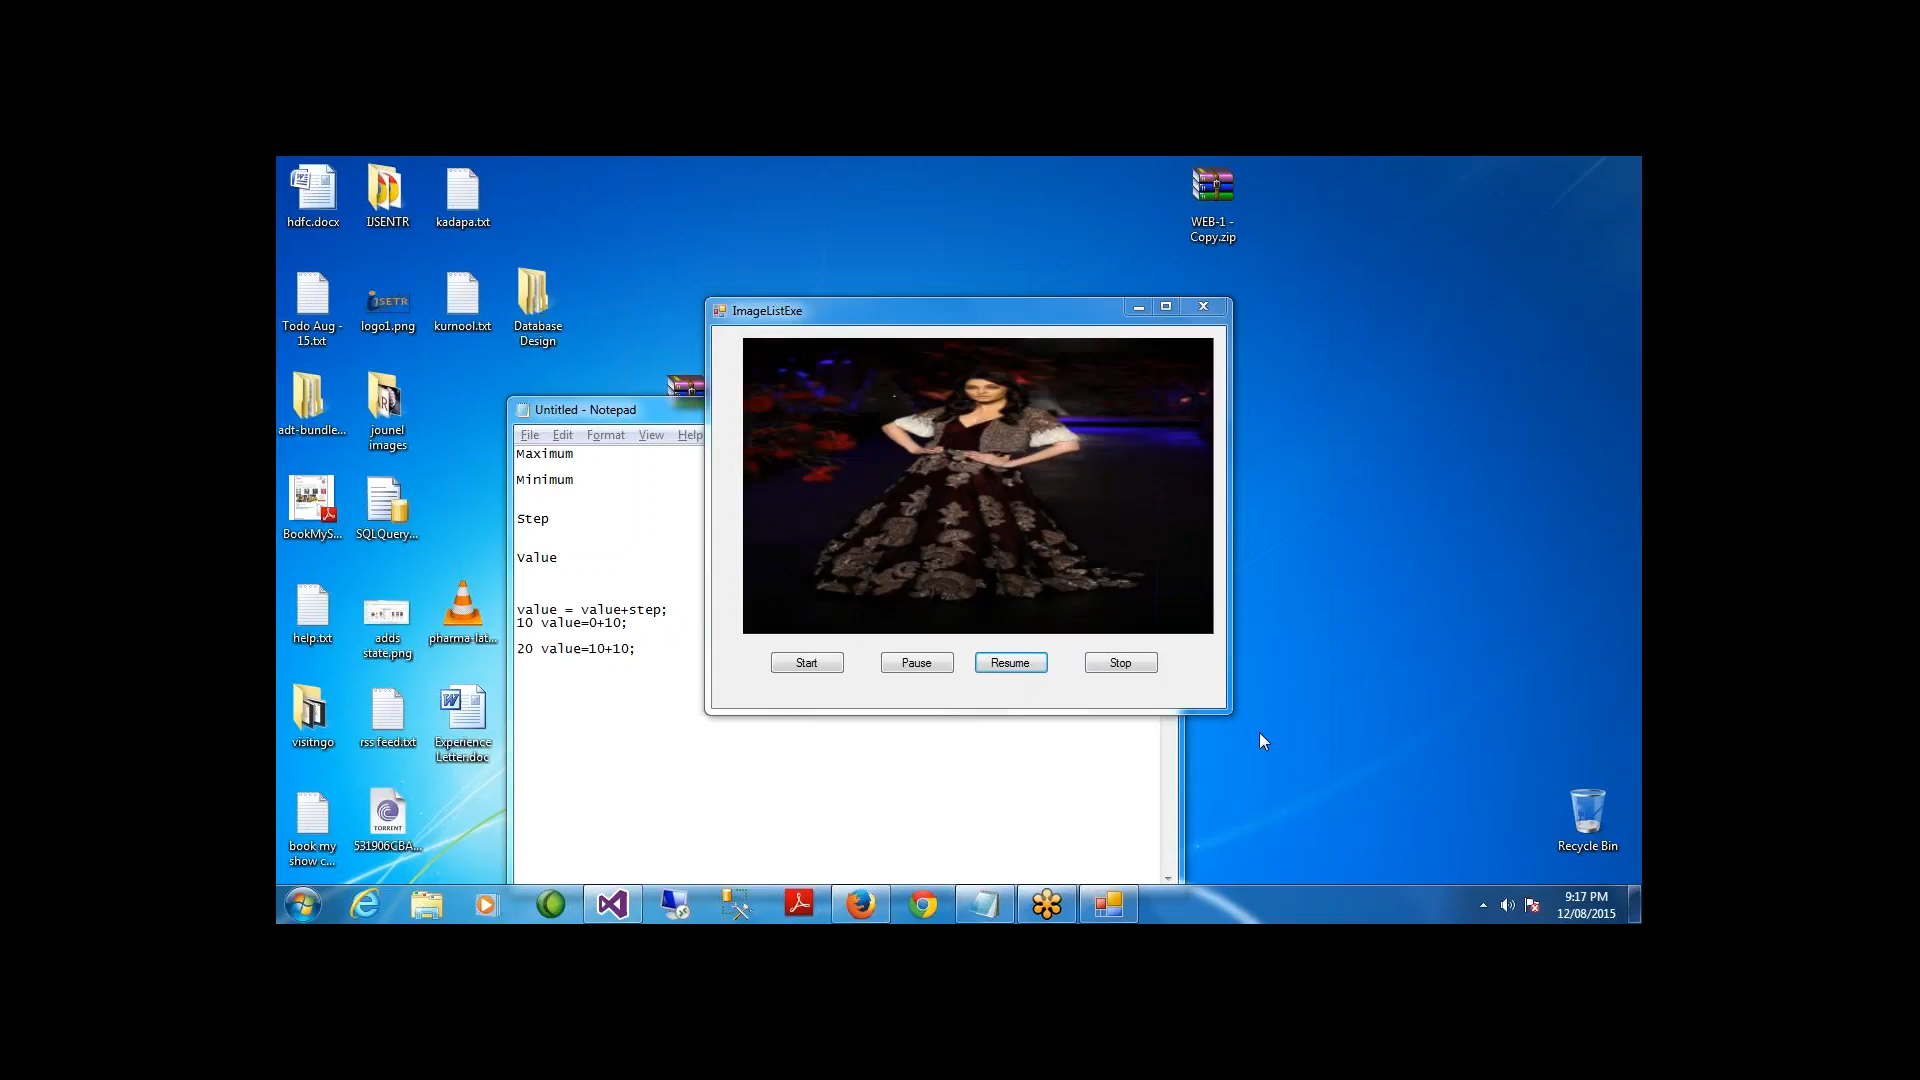 hdfc.docx
IJSENTR
kadapa.txt
WEB-1 -
Copy.zip
Todo Aug -
15.txt
ISETR
logo1.png
kurnool.txt
Database
Design
adt-bundle...
jounel
images
BookMyS...
SQLQuery...
help.txt
adds
state.png
pharma-lat...
visitngo
rss feed.txt
Experience
Letter.doc
book my
show c...
TORRENT
531906CBA...
Untitled - Notepad
File Edit Format View Help
Maximum
Minimum
Step
Value
value = value+step;
10 value=0+10;
20 value=10+10;
ImageListExe
Start Pause Resume Stop
Recycle Bin
9:17 PM
12/08/2015